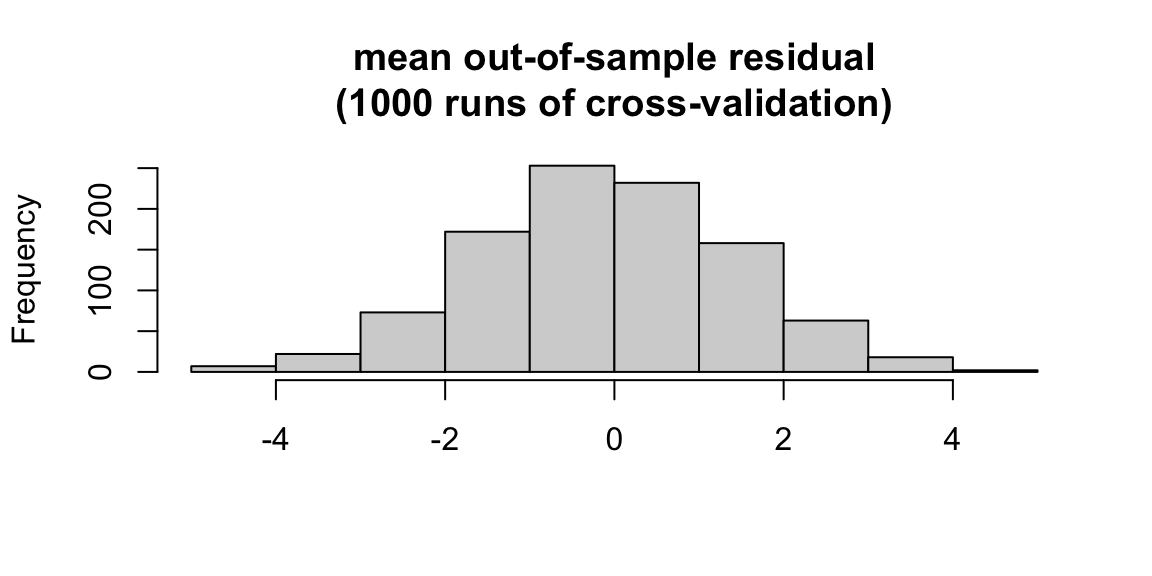 mean out-of-sample residual
(1000 runs of cross-validation)
Frequency
200
100
0
-4 -2 0 2 4